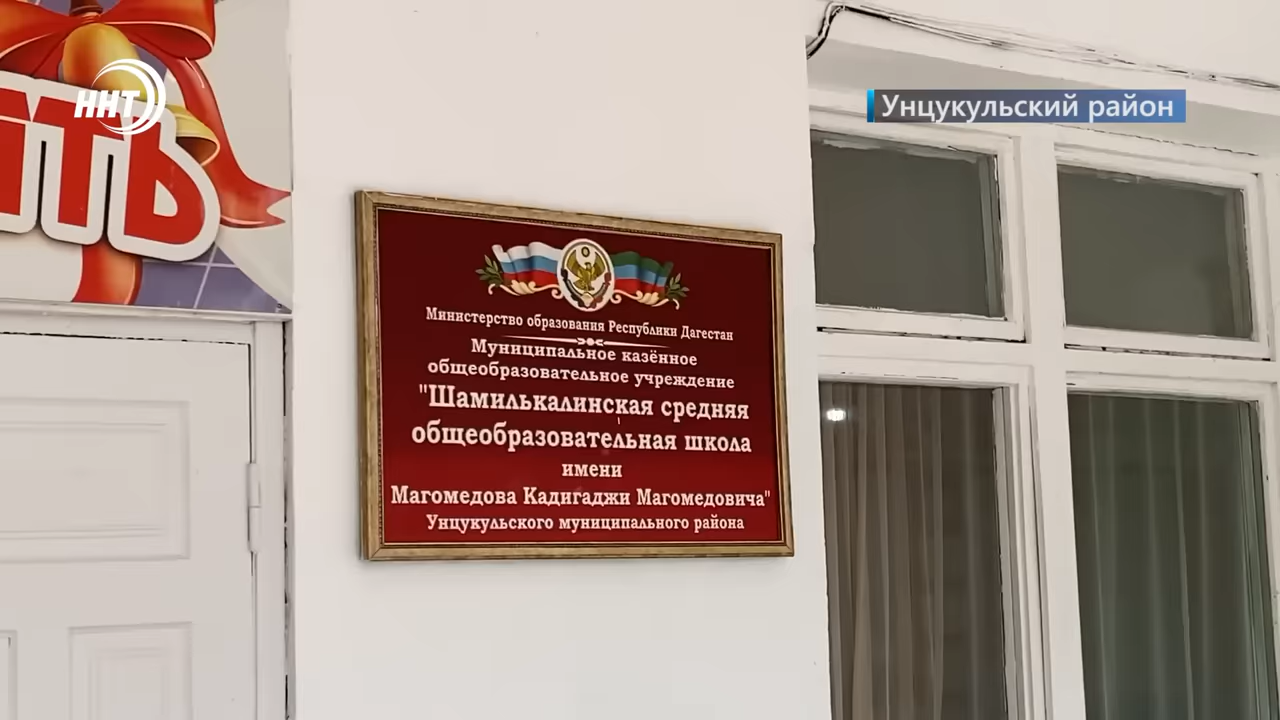 ННТ
Унцукульский район
Министерство образования Республики Дагестан
Муниципальное казённое
общеобразовательное учреждение
"Шамилькалинская средняя
общеобразовательная школа
имени
Магомедова Кадигаджи Магомедовича"
Унцукульского муниципального района